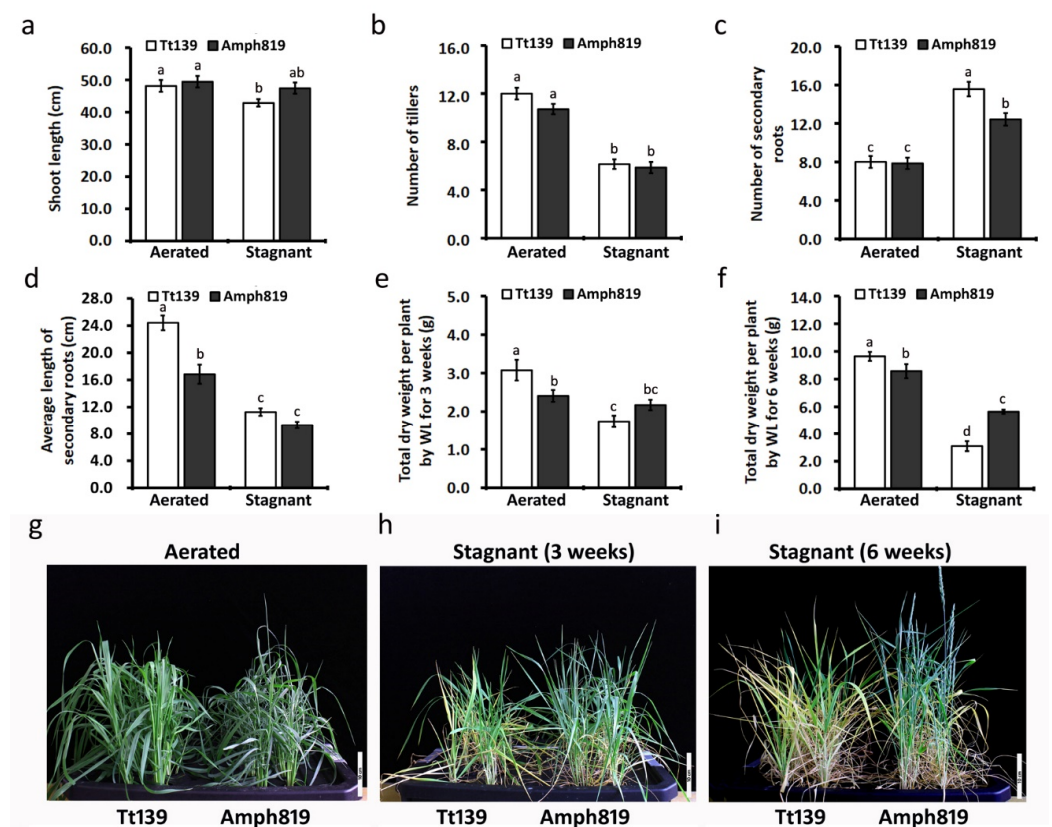 a
Tt139 Amph819
Shoot length (cm)
60.0
50.0
40.0
30.0
20.0
10.0
0.0
a a b ab
Aerated Stagnant
b
Tt139 Amph819
Number of tillers
16.0
12.0
8.0
4.0
0.0
a a b b
Aerated Stagnant
c
Tt139 Amph819
Number of secondary
roots
20.0
16.0
12.0
8.0
4.0
0.0
c c a b
Aerated Stagnant
d
Tt139 Amph819
Average length of
secondary roots (cm)
28.0
24.0
20.0
16.0
12.0
8.0
4.0
0.0
a b c c
Aerated Stagnant
e
Tt139 Amph819
Total dry weight per plant
by WL for 3 weeks (g)
5.0
4.0
3.0
2.0
1.0
0.0
a b c bc
Aerated Stagnant
f
Tt139 Amph819
Total dry weight per plant
by WL for 6 weeks (g)
14.0
12.0
10.0
8.0
6.0
4.0
2.0
0.0
a b d c
Aerated Stagnant
g
Aerated
Tt139 Amph819
h
Stagnant (3 weeks)
Tt139 Amph819
i
Stagnant (6 weeks)
Tt139 Amph819